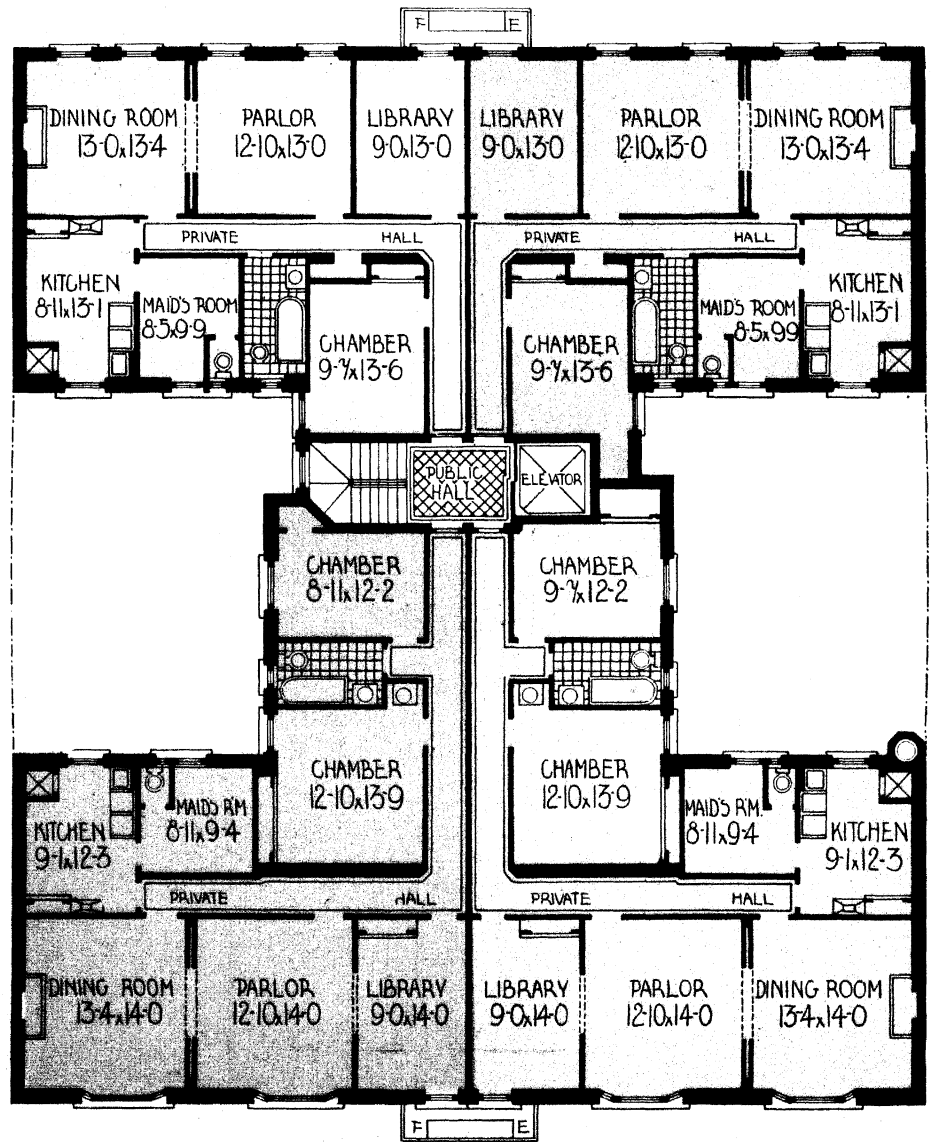 F E
DINING ROOM
13-0x13-4
PARLOR
12-10x13-0
LIBRARY
9-0x13-0
LIBRARY
9-0x13-0
PARLOR
12-10x13-0
DINING ROOM
13-0x13-4
PRIVATE HALL
PRIVATE HALL
KITCHEN
8-11x13-1
MAID'S ROOM
8-5x9-9
CHAMBER
9-7x13-6
CHAMBER
9-7x13-6
MAID'S ROOM
8-5x99
KITCHEN
8-11x13-1
PUBLIC
HALL
ELEVATOR
CHAMBER
8-11x12-2
CHAMBER
9-7x12-2
CHAMBER
12-10x13-9
CHAMBER
12-10x13-9
KITCHEN
9-1x12-3
MAID'S R'M
8-11x9-4
MAID'S R'M.
8-11x9-4
KITCHEN
9-1x12-3
PRIVATE HALL
PRIVATE HALL
DINING ROOM
13-4x14-0
PARLOR
12-10x14-0
LIBRARY
9-0x14-0
LIBRARY
9-0x14-0
PARLOR
12-10x14-0
DINING ROOM
13-4x14-0
F E